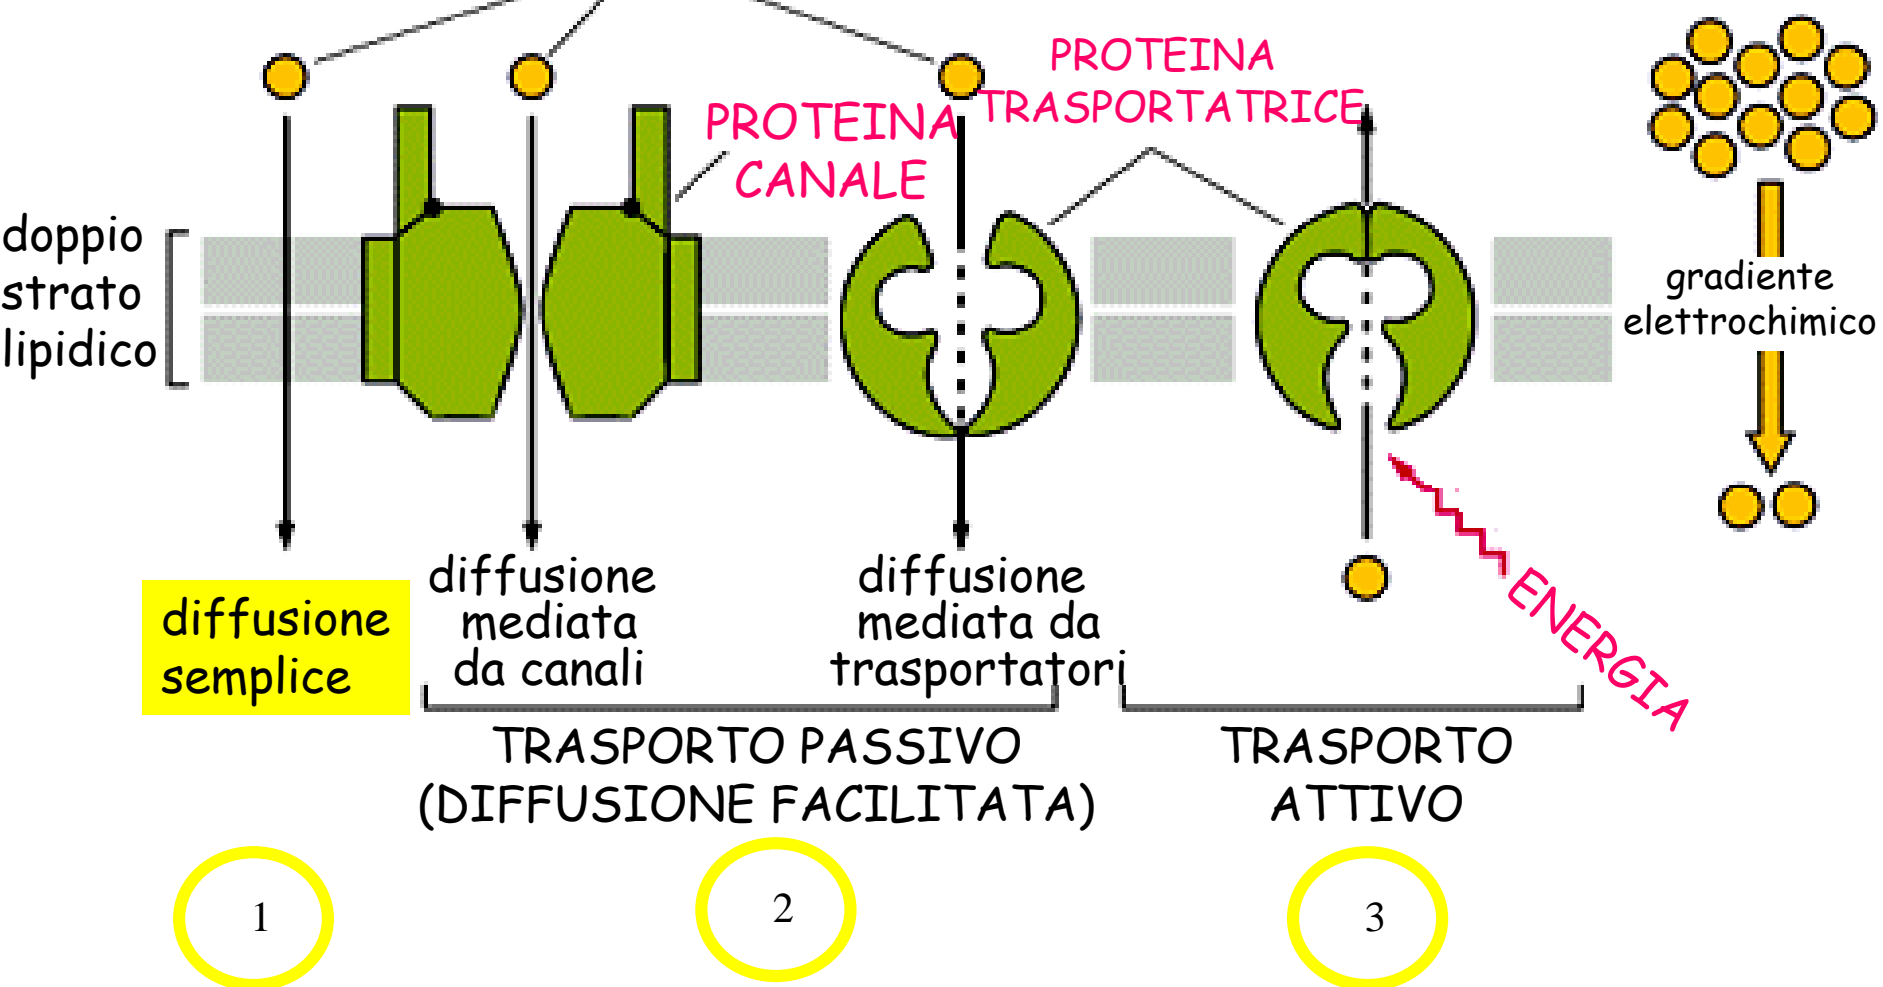 PROTEINA
TRASPORTATRICE
PROTEINA
CANALE
doppio
strato
lipidico
gradiente
elettrochimico
diffusione
semplice
diffusione
mediata
da canali
diffusione
mediata da
trasportatori
ENERGIA
TRASPORTO PASSIVO
(DIFFUSIONE FACILITATA)
TRASPORTO
ATTIVO
1
2
3